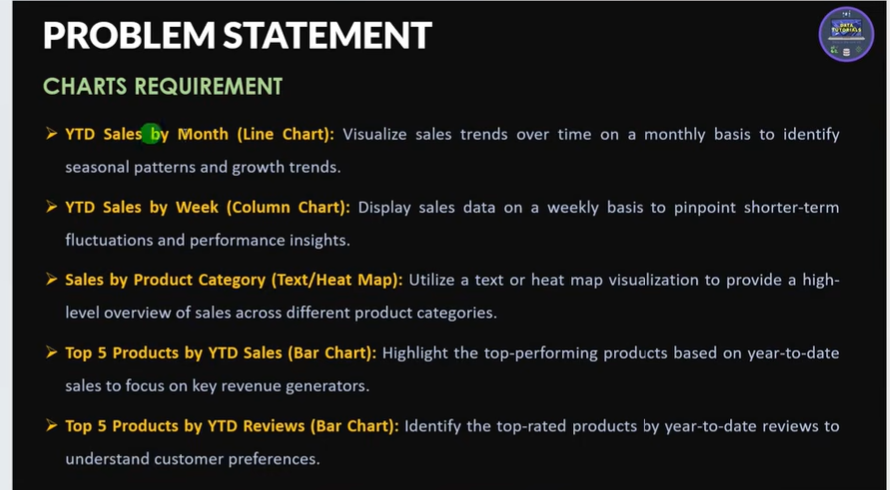 PROBLEM STATEMENT
DATA
TUTORIALS
CHARTS REQUIREMENT
➤ YTD Sales by Month (Line Chart): Visualize sales trends over time on a monthly basis to identify
seasonal patterns and growth trends.
➤ YTD Sales by Week (Column Chart): Display sales data on a weekly basis to pinpoint shorter-term
fluctuations and performance insights.
➤ Sales by Product Category (Text/Heat Map): Utilize a text or heat map visualization to provide a high-
level overview of sales across different product categories.
➤ Top 5 Products by YTD Sales (Bar Chart): Highlight the top-performing products based on year-to-date
sales to focus on key revenue generators.
➤ Top 5 Products by YTD Reviews (Bar Chart): Identify the top-rated products by year-to-date reviews to
understand customer preferences.